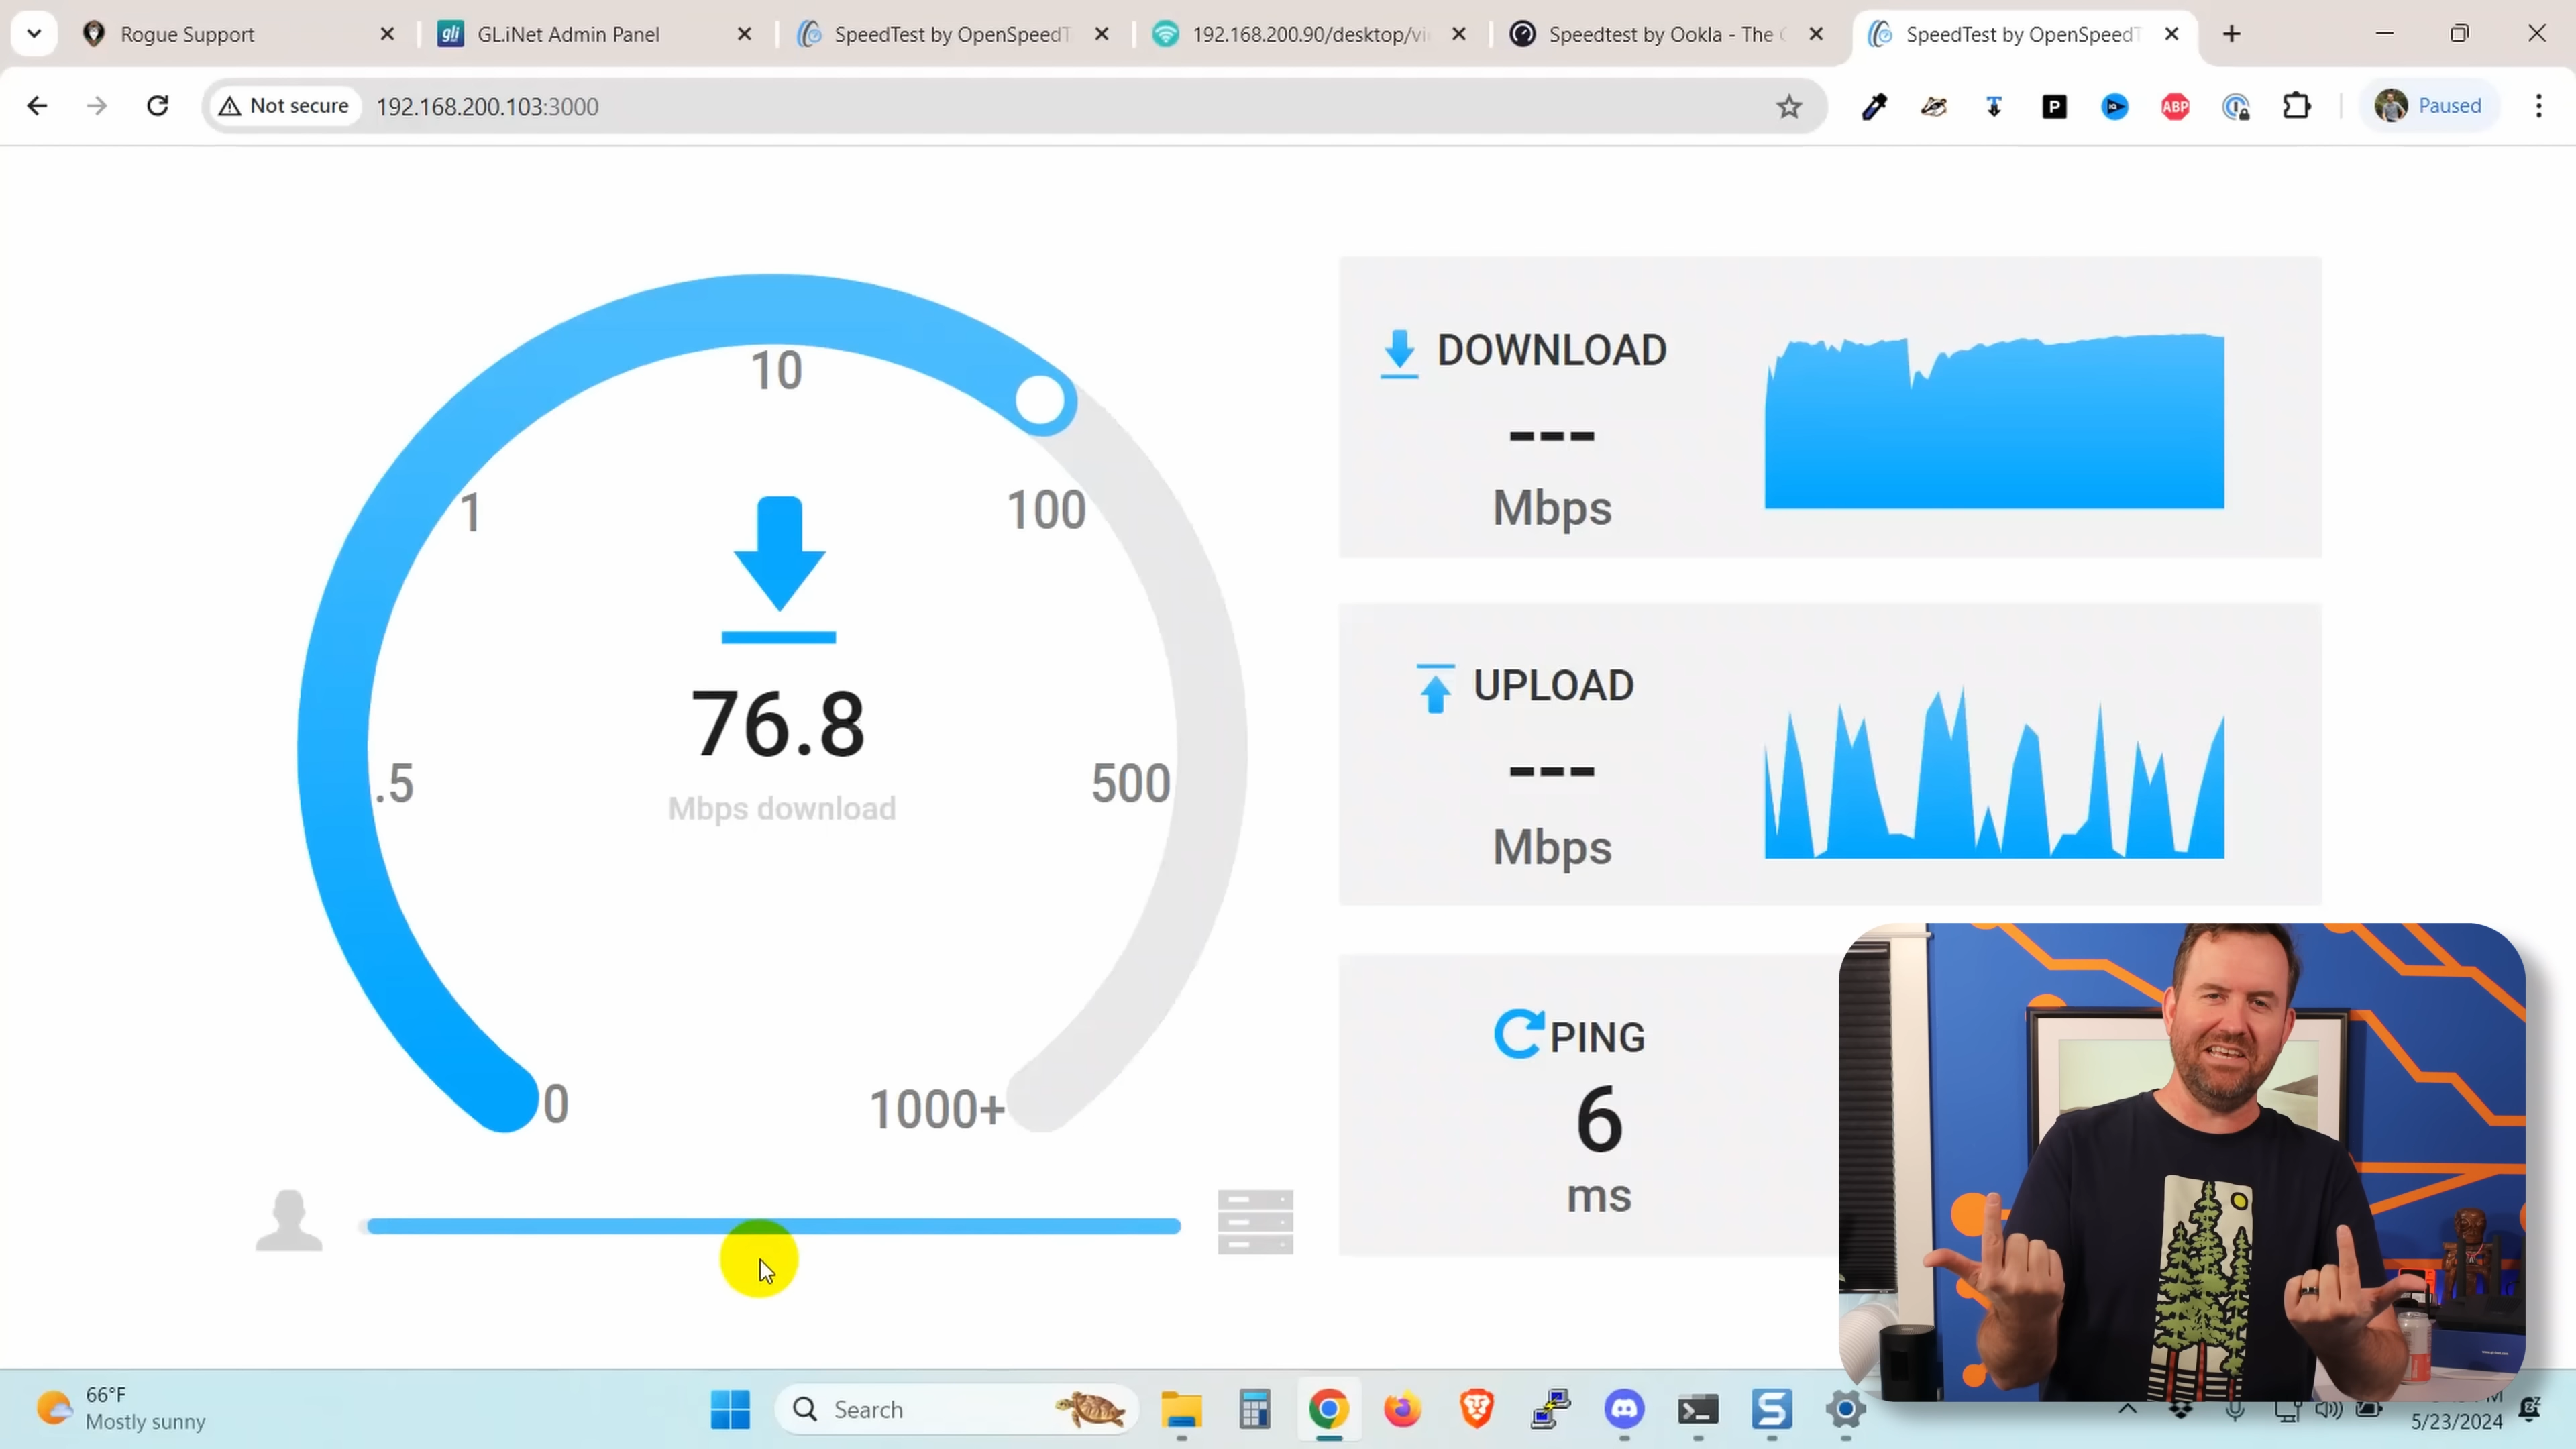 Rogue Support
GL.iNet Admin Panel
SpeedTest by OpenSpeedT
192.168.200.90/desktop/vi
Speedtest by Ookla - The
SpeedTest by OpenSpeedT
Not secure
192.168.200.103:3000
P
ABP
Paused
10
1
100
.5
500
0
1000+
76.8
Mbps download
DOWNLOAD
---
Mbps
UPLOAD
---
Mbps
PING
6
ms
66°F
Mostly sunny
Search
5/23/2024